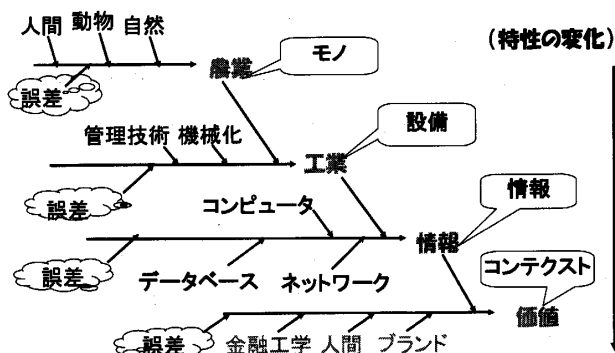 人間 動物 自然
(特性の変化)
農業
モノ
誤差
管理技術 機械化
設備
工業
誤差
コンピュータ
情報
情報
誤差
データベース ネットワーク
コンテクスト
価値
誤差 金融工学 人間 ブランド